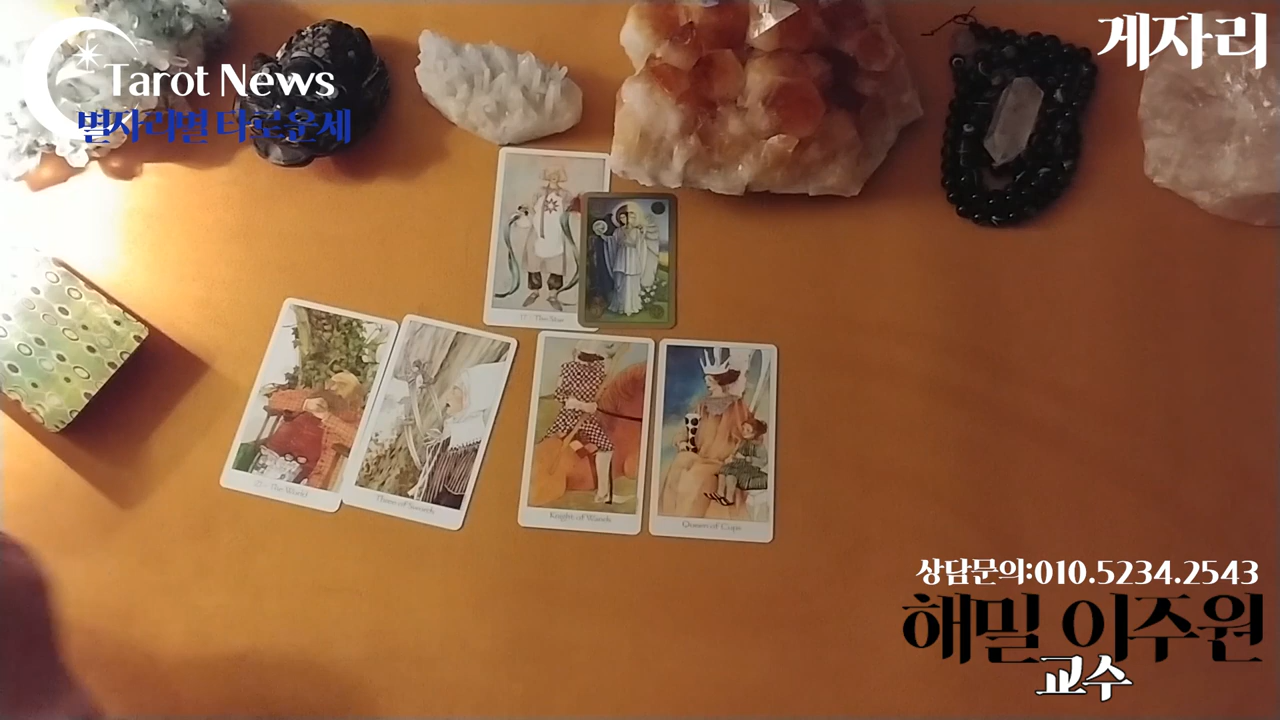 Tarot News
별자리별 타로운세
게자리
17 - The Star
21 - The World
Three of Swords
Knight of Wands
Queen of Cups
상담문의:010.5234.2543
해밀 이주원
교수